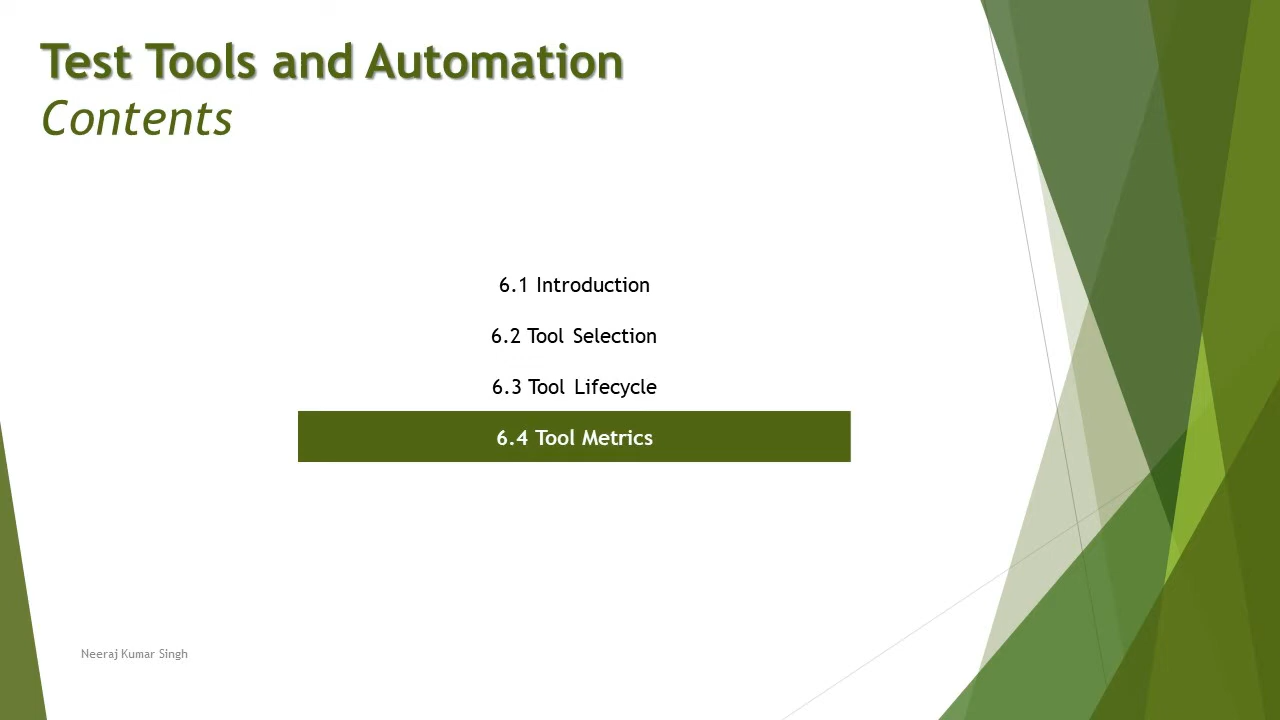 Test Tools and Automation
Contents
6.1 Introduction
6.2 Tool Selection
6.3 Tool Lifecycle
6.4 Tool Metrics
Neeraj Kumar Singh